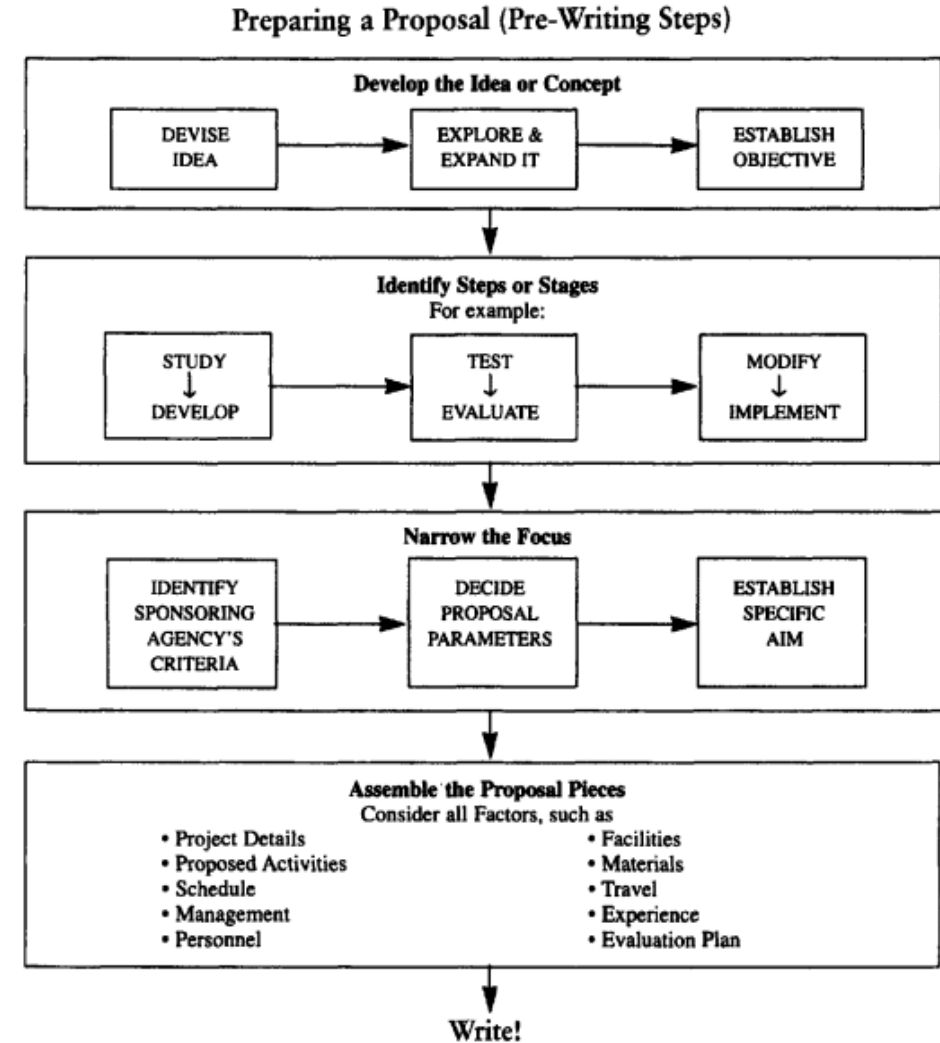 Preparing a Proposal (Pre-Writing Steps)
Develop the Idea or Concept
DEVISE
IDEA
EXPLORE &
EXPAND IT
ESTABLISH
OBJECTIVE
Identify Steps or Stages
For example:
STUDY
↓
DEVELOP
TEST
↓
EVALUATE
MODIFY
↓
IMPLEMENT
Narrow the Focus
IDENTIFY
SPONSORING
AGENCY'S
CRITERIA
DECIDE
PROPOSAL
PARAMETERS
ESTABLISH
SPECIFIC
AIM
Assemble the Proposal Pieces
Consider all Factors, such as
• Project Details
• Proposed Activities
• Schedule
• Management
• Personnel
• Facilities
• Materials
• Travel
• Experience
• Evaluation Plan
Write!